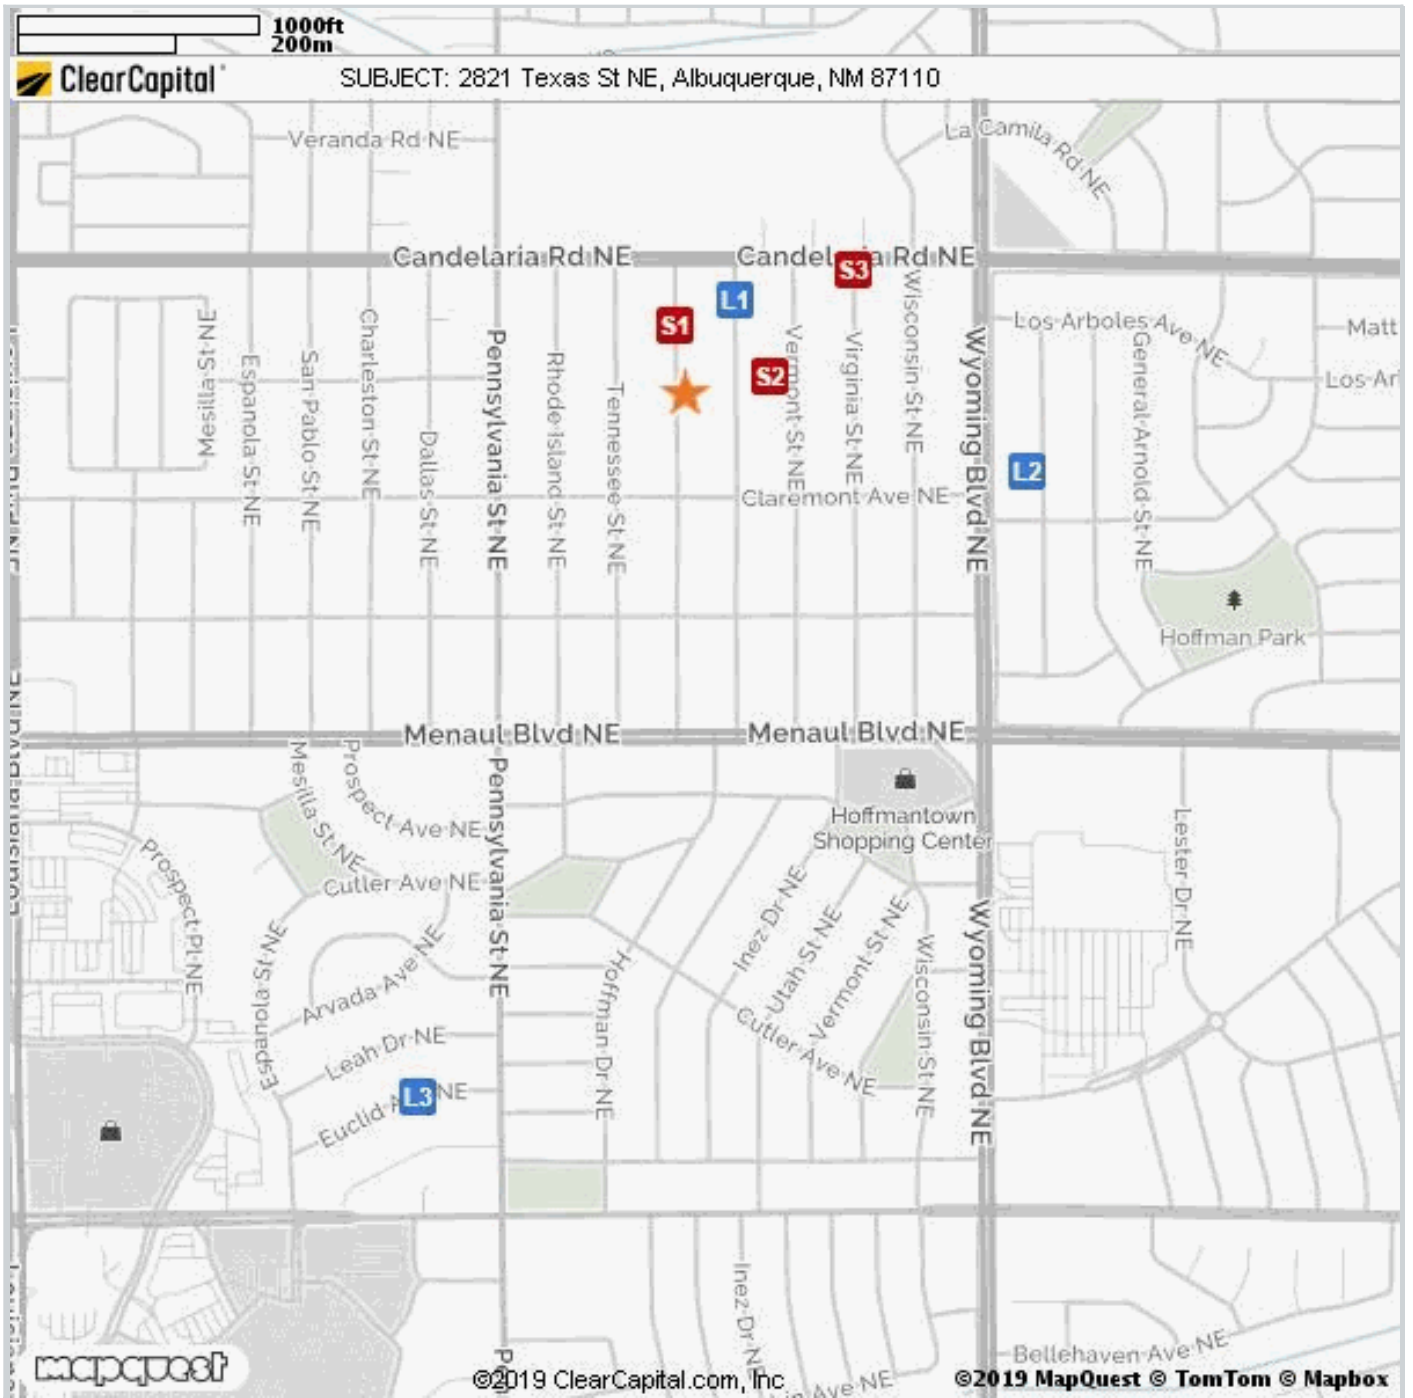 1000ft
200m
ClearCapital
SUBJECT: 2821 Texas St NE, Albuquerque, NM 87110
Veranda Rd NE
La Camila Rd NE
Candelaria Rd NE
Candelaria Rd NE
S3
L1
S1
S2
L2
L3
Mesilla St NE
Espanola St NE
San Pablo St NE
Charleston St NE
Dallas St NE
Pennsylvania St NE
Rhode Island St NE
Tennessee St NE
Vermont St NE
Virginia St NE
Wisconsin St NE
Wyoming Blvd NE
Los Arboles Ave NE
General Arnold St NE
Matt
Los Ar
Claremont Ave NE
Hoffman Park
Menaul Blvd NE
Menaul Blvd NE
Mesilla St NE
Prospect Ave NE
Pennsylvania St NE
Hoffmantown
Shopping Center
Prospect Pl NE
Cutler Ave NE
Espanola St NE
Arvada Ave NE
Leah Dr NE
Euclid A NE
Hoffman Dr NE
Inez Dr NE
Utah St NE
Vermont St NE
Cutler Ave NE
Wisconsin St NE
Wyoming Blvd NE
Lester Dr NE
Inez Dr NE
Bellehaven Ave NE
mapquest
©2019 ClearCapital.com, Inc
©2019 MapQuest © TomTom © Mapbox